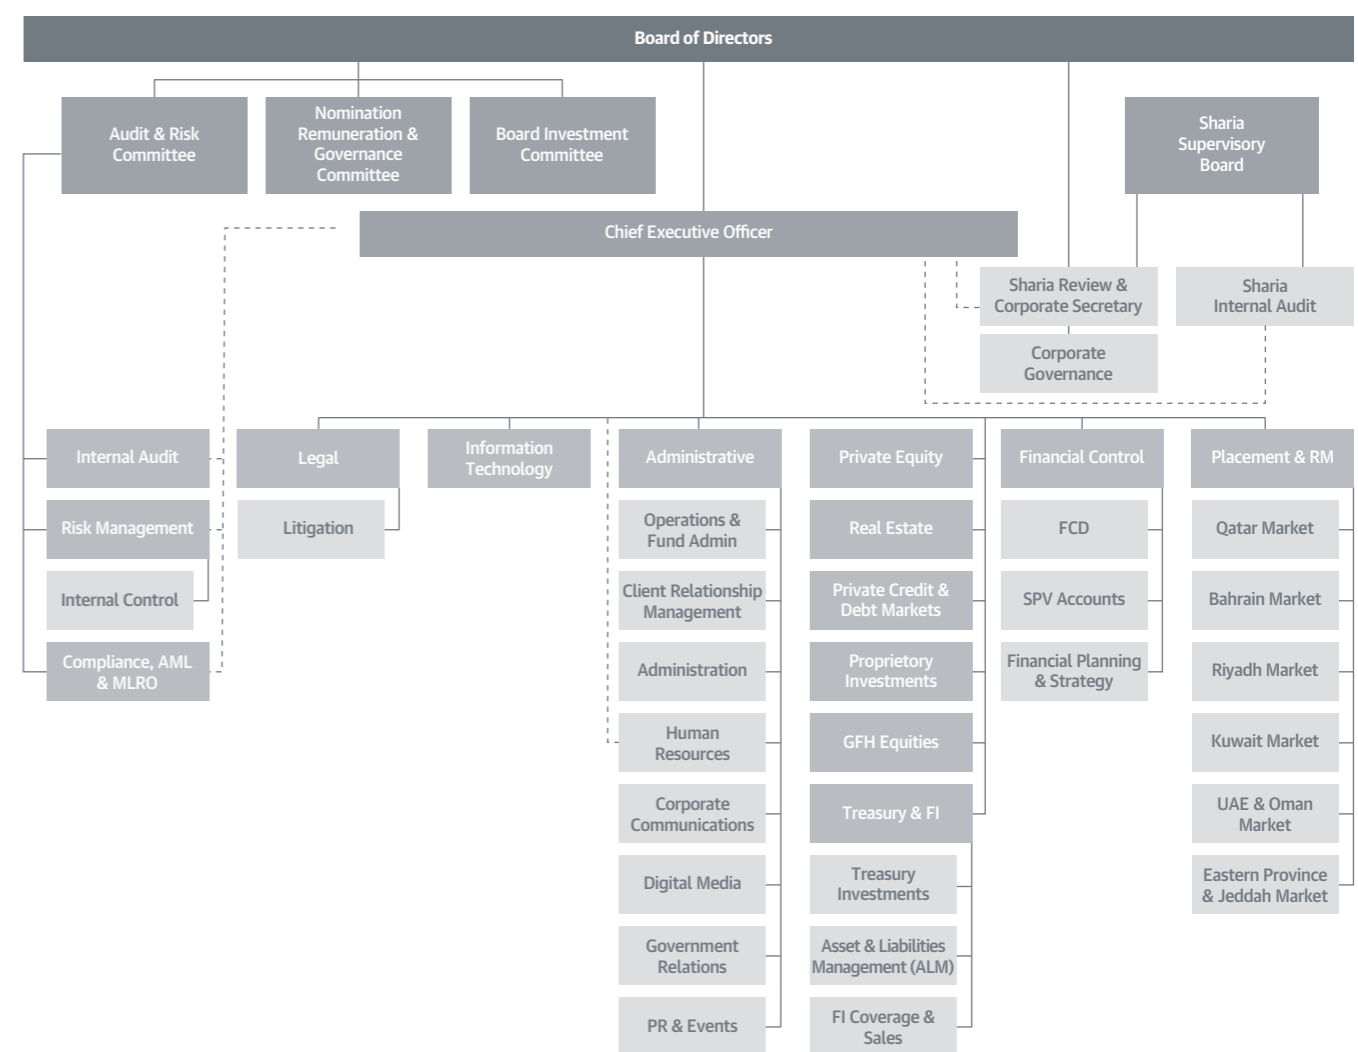 Board of Directors
Audit & Risk
Committee
Nomination
Remuneration &
Governance
Committee
Board Investment
Committee
Sharia
Supervisory
Board
Chief Executive Officer
Sharia Review &
Corporate Secretary
Sharia
Internal Audit
Corporate
Governance
Internal Audit
Risk Management
Internal Control
Compliance, AML
& MLRO
Legal
Litigation
Information
Technology
Administrative
Operations &
Fund Admin
Client Relationship
Management
Administration
Human
Resources
Corporate
Communications
Digital Media
Government
Relations
PR & Events
Private Equity
Real Estate
Private Credit &
Debt Markets
Proprietory
Investments
GFH Equities
Treasury & FI
Treasury
Investments
Asset & Liabilities
Management (ALM)
FI Coverage &
Sales
Financial Control
FCD
SPV Accounts
Financial Planning
& Strategy
Placement & RM
Qatar Market
Bahrain Market
Riyadh Market
Kuwait Market
UAE & Oman
Market
Eastern Province
& Jeddah Market